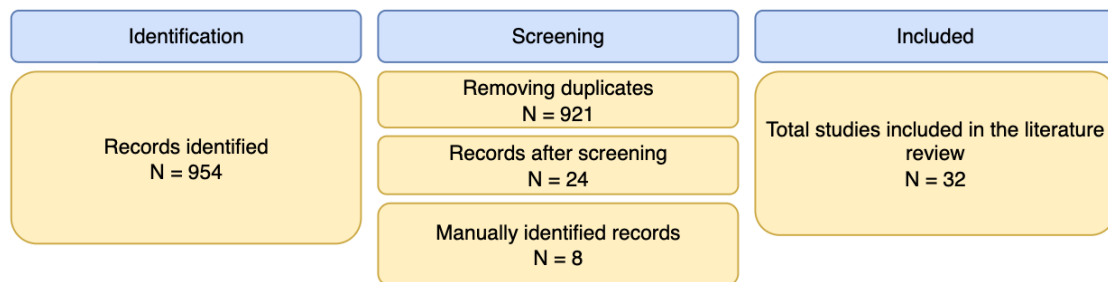 Identification
Records identified
N = 954
Screening
Removing duplicates
N = 921
Records after screening
N = 24
Manually identified records
N = 8
Included
Total studies included in the literature
review
N = 32